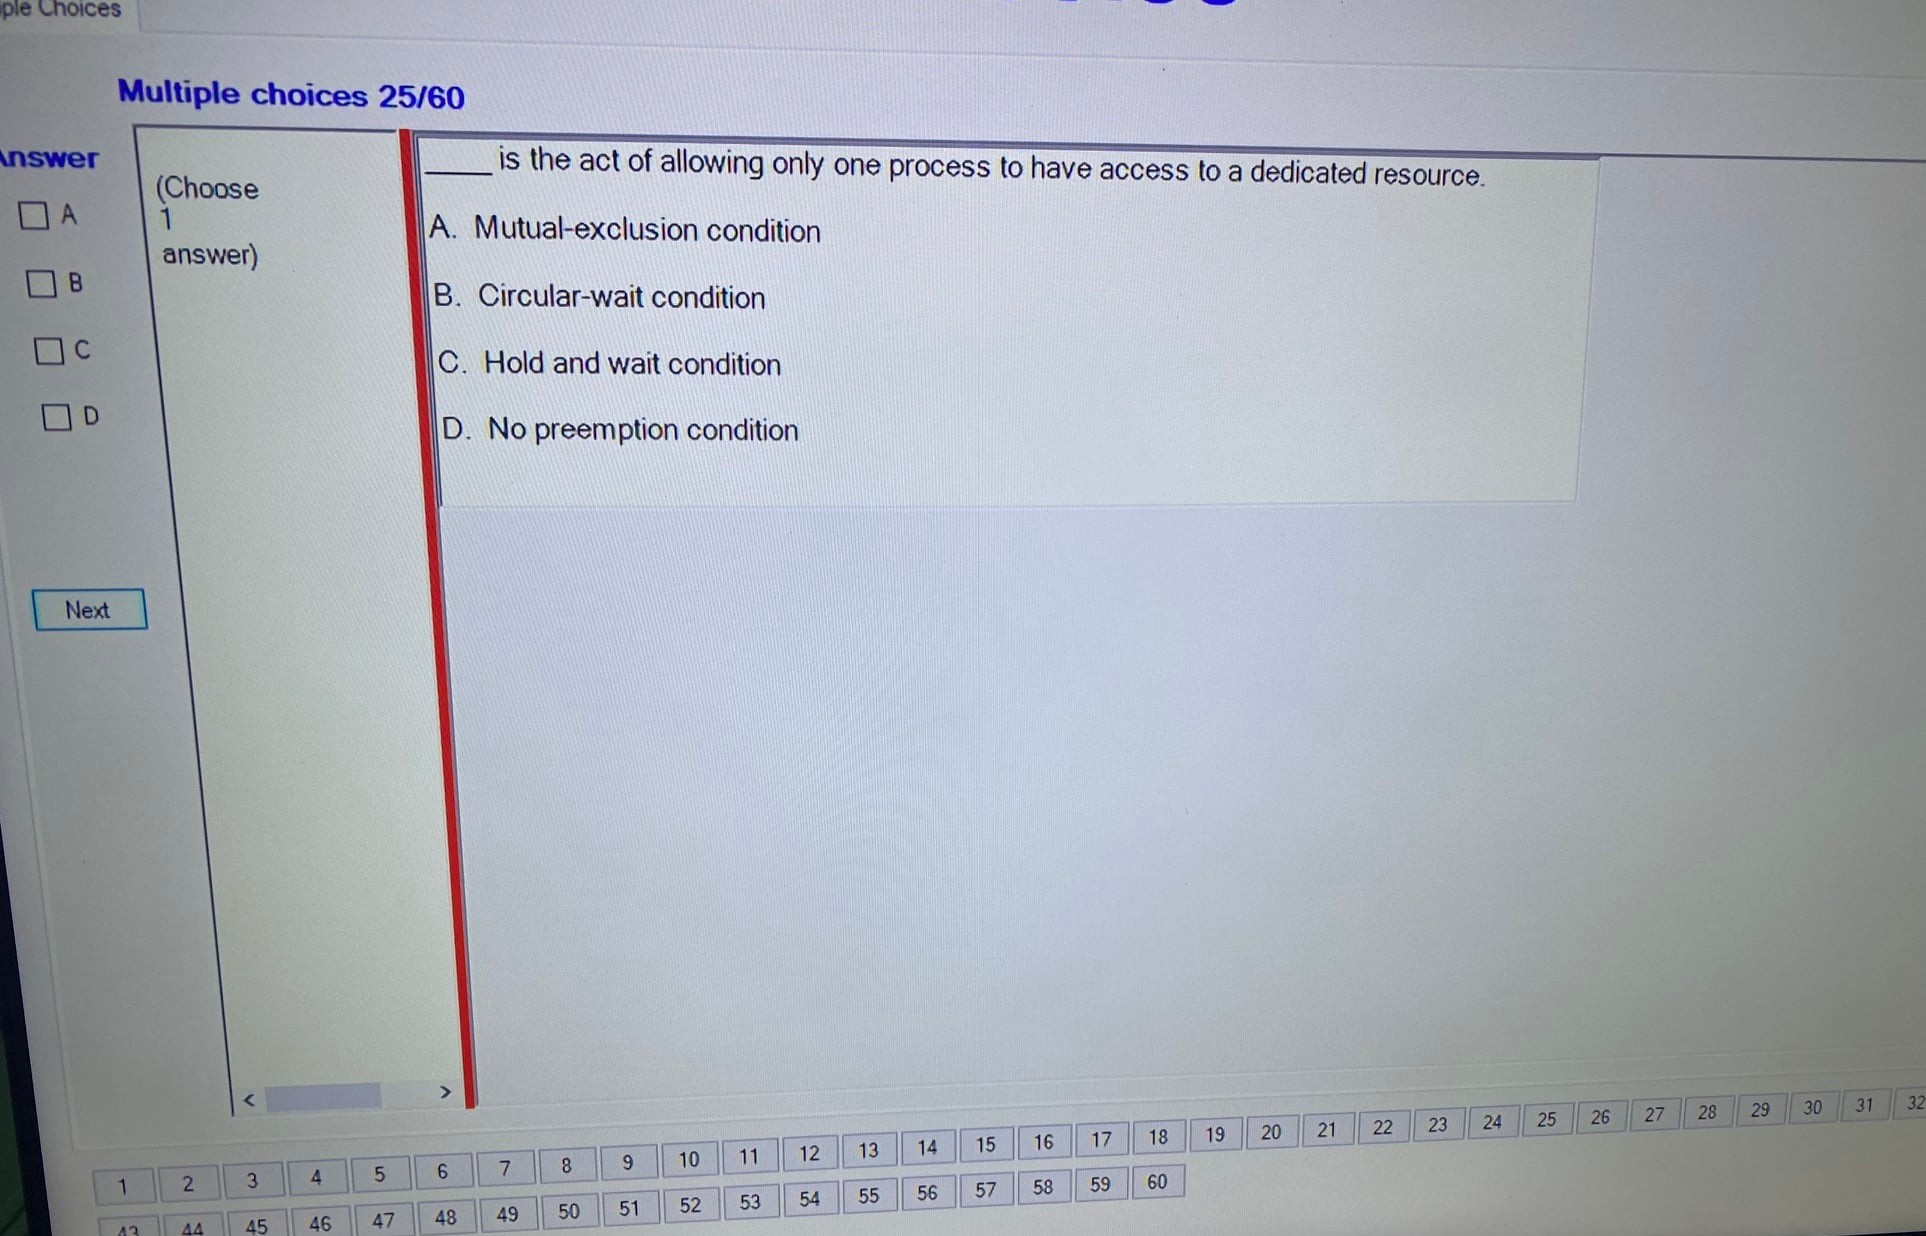 Choices
Multiple choices 25/60
Answer
A
B
C
D
Next
(Choose
1
answer)
____ is the act of allowing only one process to have access to a dedicated resource.
A. Mutual-exclusion condition
B. Circular-wait condition
C. Hold and wait condition
D. No preemption condition
< >
1 2 3 4 5 6 7 8 9 10 11 12 13 14 15 16 17 18 19 20 21 22 23 24 25 26 27 28 29 30 31 32
43 44 45 46 47 48 49 50 51 52 53 54 55 56 57 58 59 60